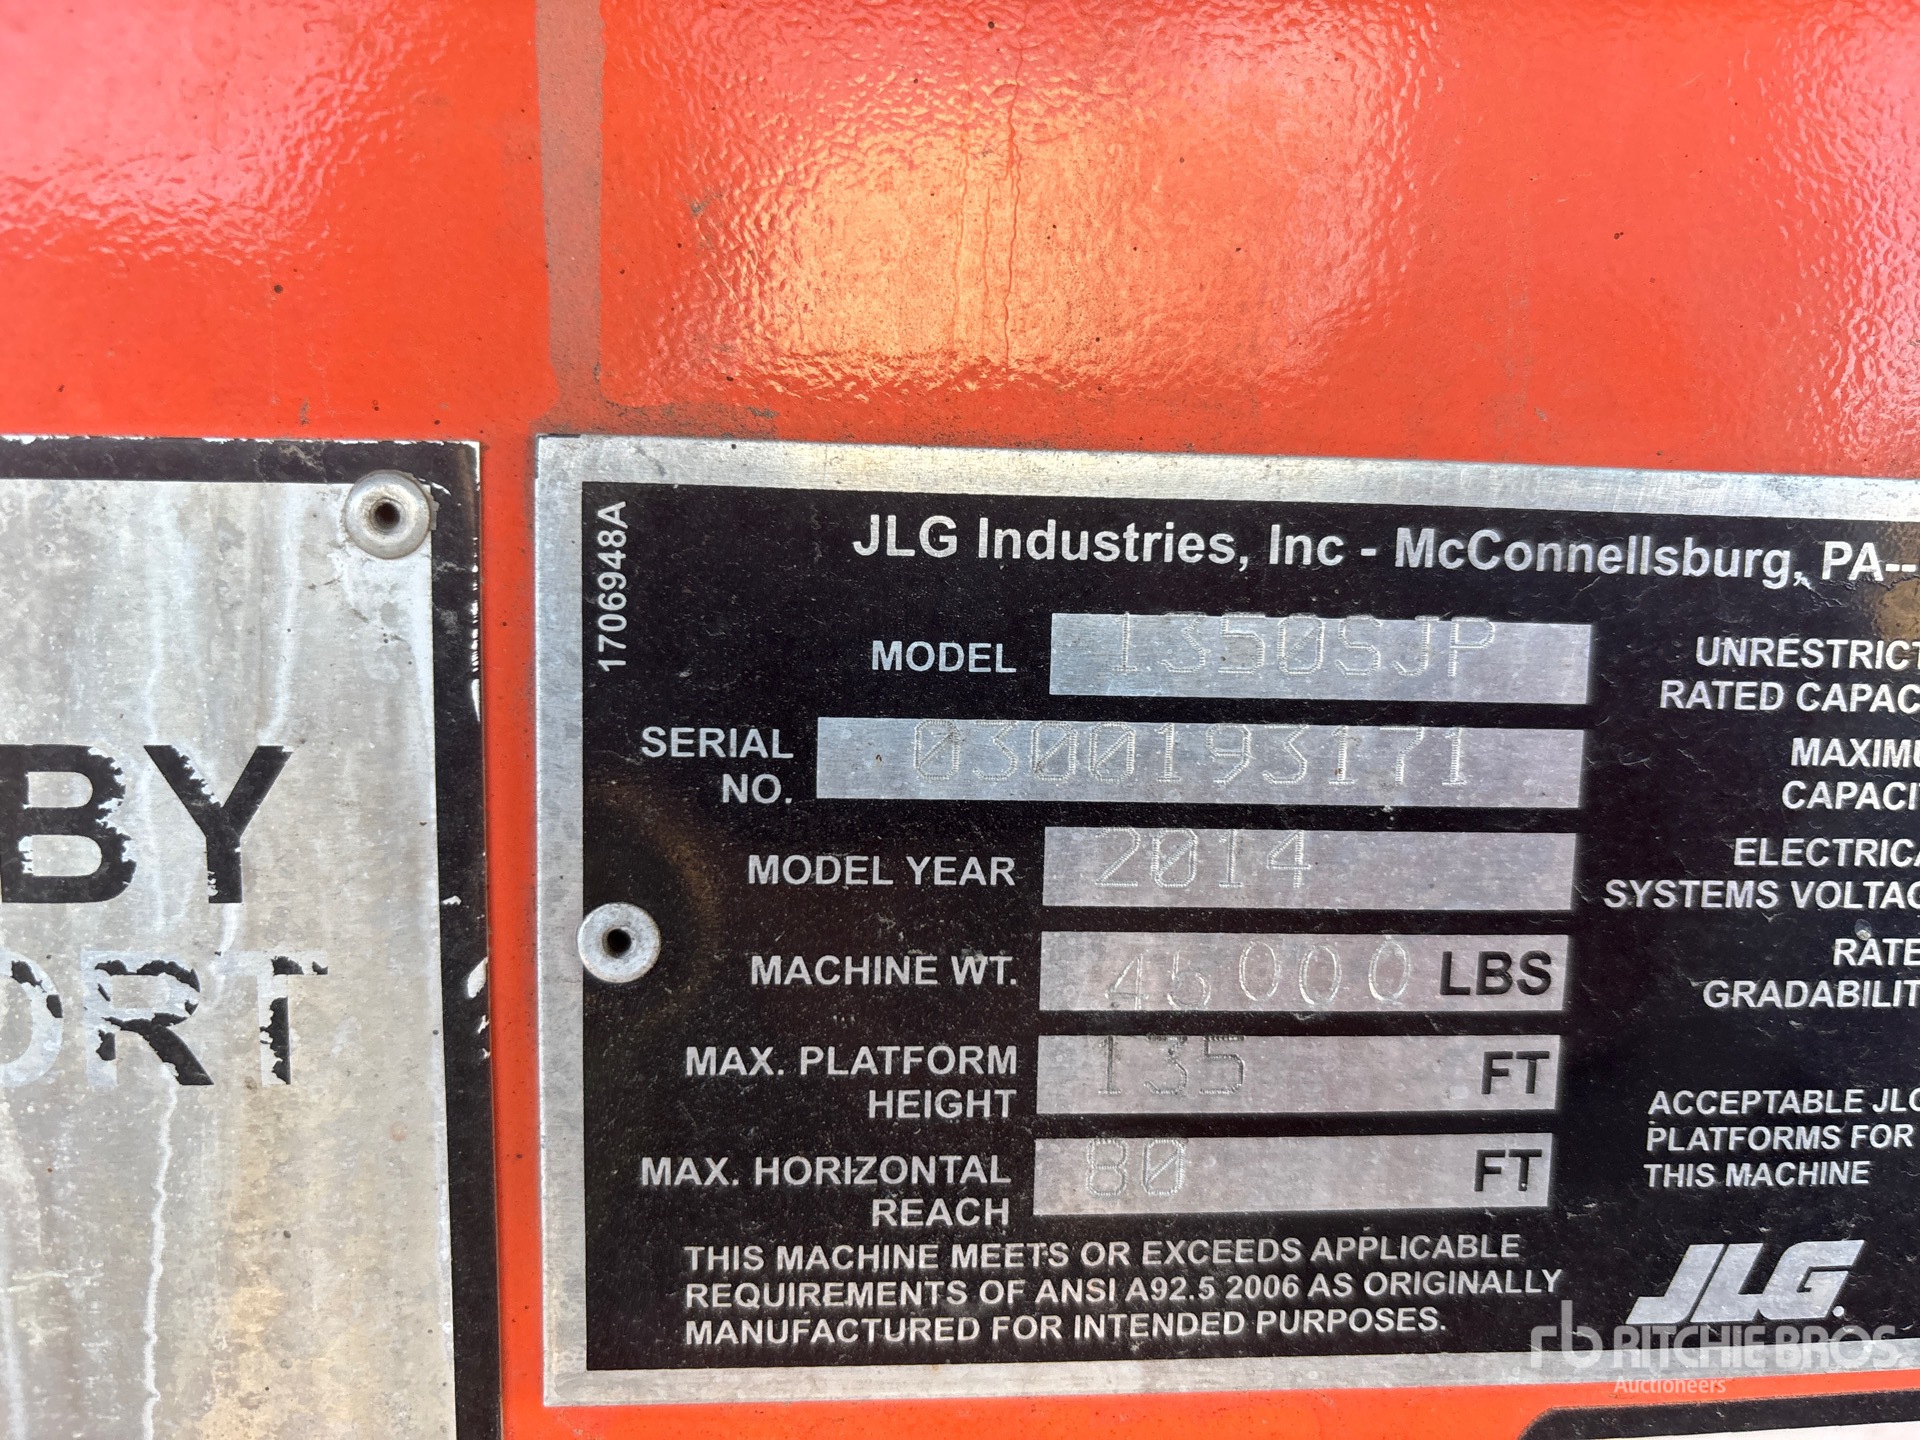 BY
ORT
1706948A
JLG Industries, Inc - McConnellsburg, PA--
MODEL 1350SJP
SERIAL NO. 0300193171
MODEL YEAR 2014
MACHINE WT. 45000 LBS
MAX. PLATFORM HEIGHT 135 FT
MAX. HORIZONTAL REACH 80 FT
THIS MACHINE MEETS OR EXCEEDS APPLICABLE
REQUIREMENTS OF ANSI A92.5 2006 AS ORIGINALLY
MANUFACTURED FOR INTENDED PURPOSES.
UNRESTRICT
RATED CAPAC
MAXIMU
CAPACI
ELECTRICA
SYSTEMS VOLTAG
RATE
GRADABILIT
ACCEPTABLE JLG
PLATFORMS FOR
THIS MACHINE
JLG
rb RITCHIE BROS.
Auctioneers